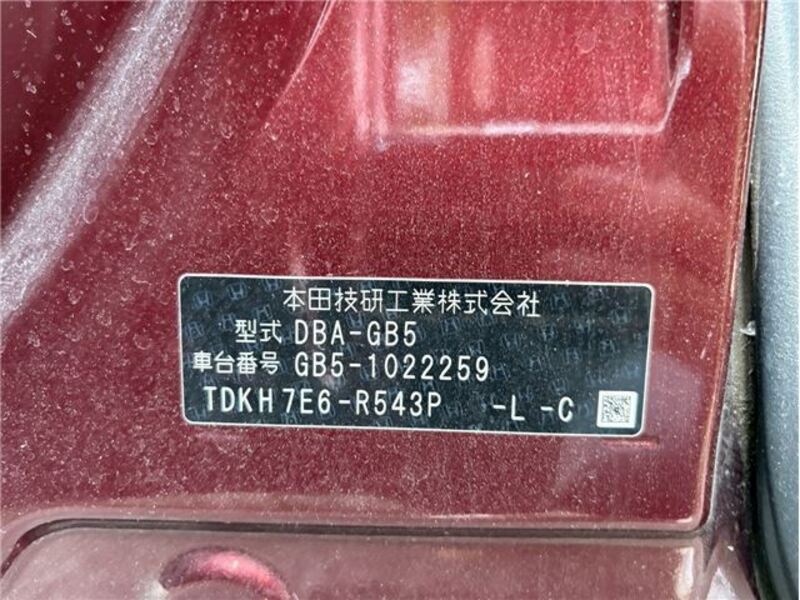 本田技研工業株式会社
型式 DBA-GB5
車台番号 GB5-1022259
TDKH7E6-R543P -L -C